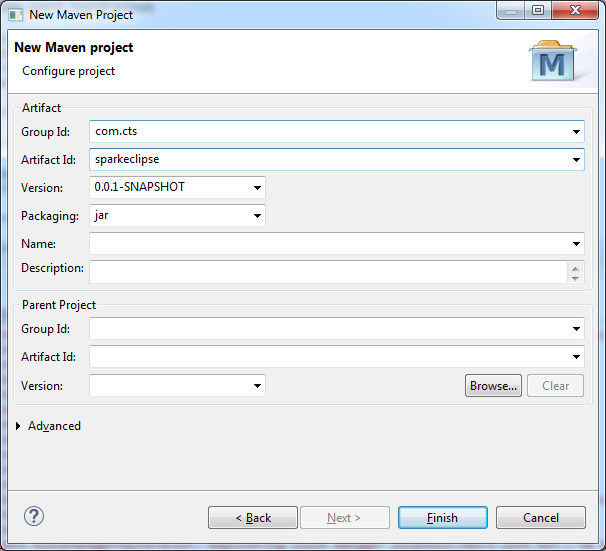 New Maven Project
New Maven project
Configure project
M
Artifact
Group Id: com.cts
Artifact Id: sparkeclipse
Version: 0.0.1-SNAPSHOT
Packaging: jar
Name:
Description:
Parent Project
Group Id:
Artifact Id:
Version:
Browse... Clear
Advanced
? < Back Next > Finish Cancel